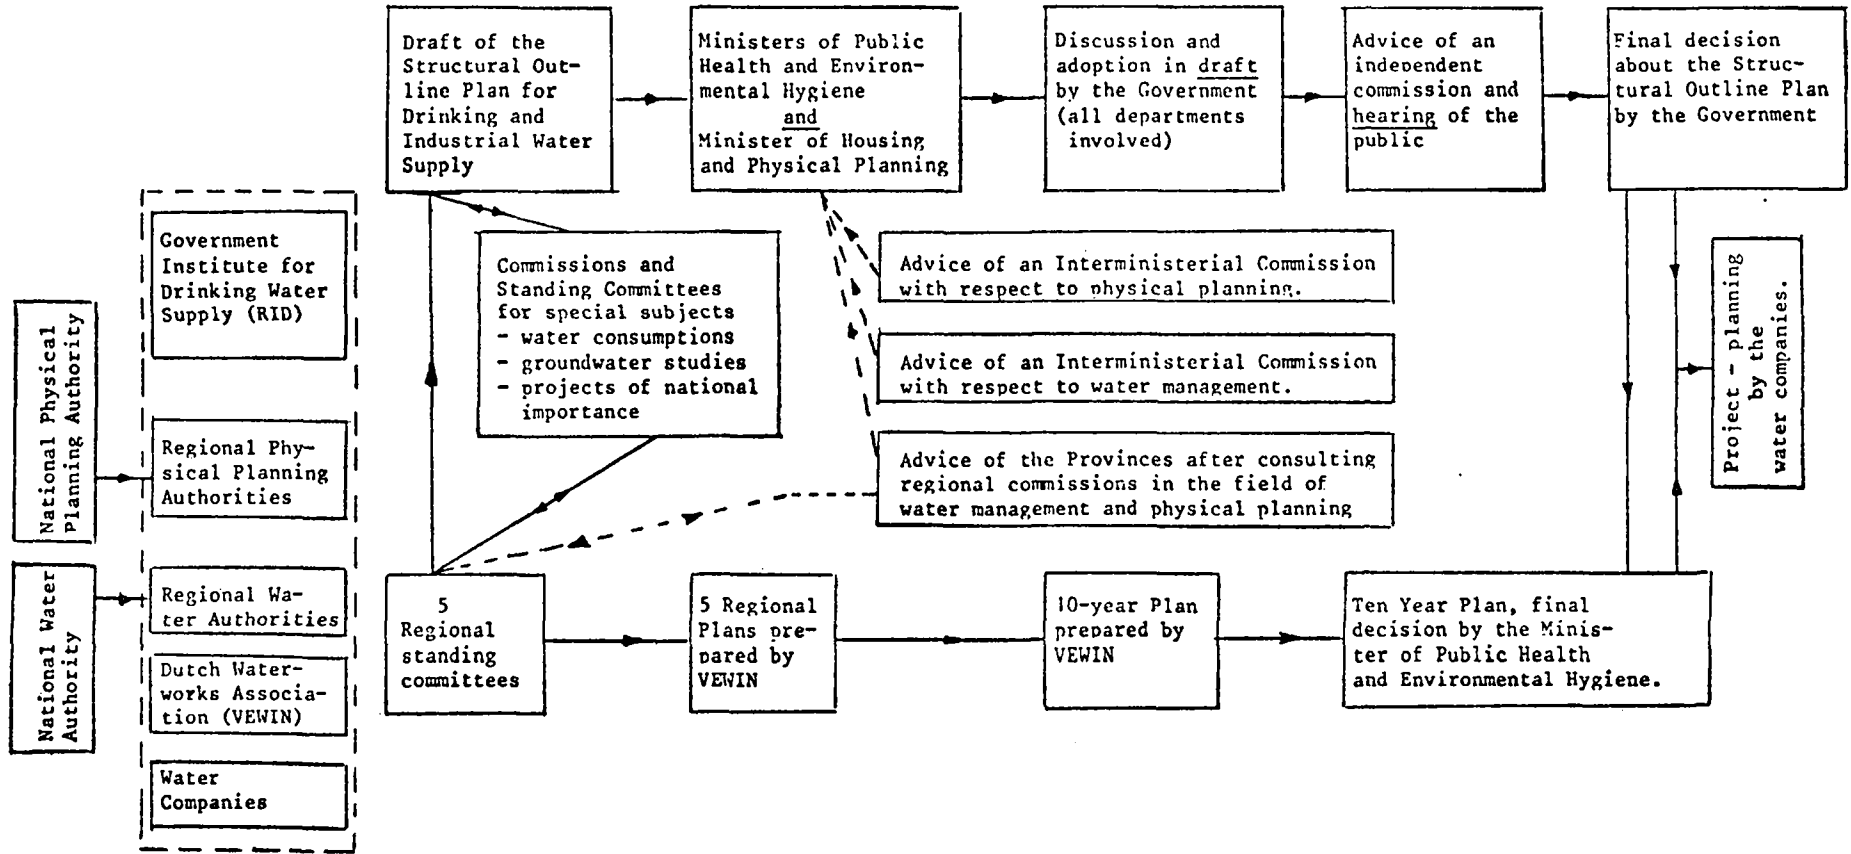 Draft of the
Structural Out-
line Plan for
Drinking and
Industrial Water
Supply
Ministers of Public
Health and Environ-
mental Hygiene
and
Minister of Housing
and Physical Planning
Discussion and
adoption in draft
by the Government
(all departments
involved)
Advice of an
independent
commission and
hearing of the
public
Final decision
about the Struc-
tural Outline Plan
by the Government
National Physical
Planning Authority
National Water
Authority
Government
Institute for
Drinking Water
Supply (RID)
Regional Phy-
sical Planning
Authorities
Regional Wa-
ter Authorities
Dutch Water-
works Associa-
tion (VEWIN)
Water
Companies
Commissions and
Standing Committees
for special subjects
- water consumptions
- groundwater studies
- projects of national
importance
Advice of an Interministerial Commission
with respect to physical planning.
Advice of an Interministerial Commission
with respect to water management.
Advice of the Provinces after consulting
regional commissions in the field of
water management and physical planning
Project - planning
by the
water companies.
5
Regional
standing
committees
5 Regional
Plans pre-
pared by
VEWIN
10-year Plan
prepared by
VEWIN
Ten Year Plan, final
decision by the Minis-
ter of Public Health
and Environmental Hygiene.